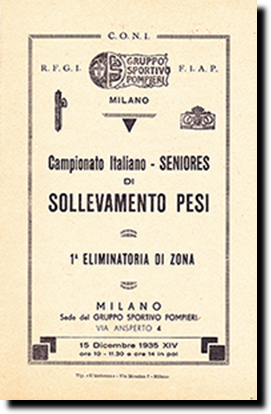 C.O.N.I.
R.F.G.I. GRUPPO SPORTIVO POMPIERI F.I.A.P.
MILANO
Campionato Italiano - SENIORES
DI
SOLLEVAMENTO PESI
1ª ELIMINATORIA DI ZONA
MILANO
Sede del GRUPPO SPORTIVO POMPIERI
VIA ANSPERTO 4
15 Dicembre 1935 XIV
ore 10 - 11.30 e ore 14 in poi
Milano